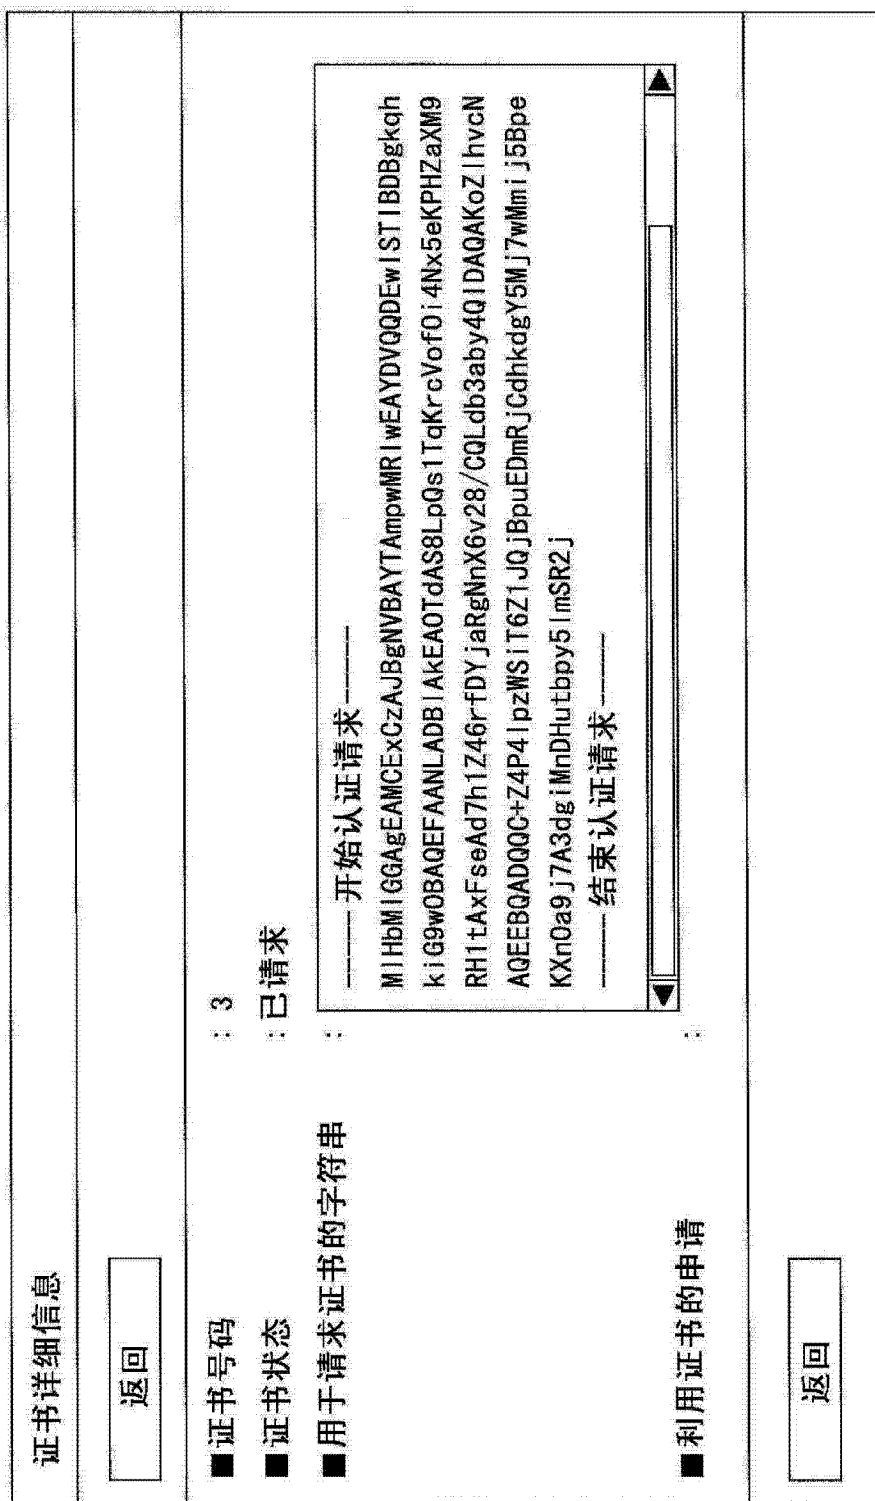 证书详细信息
返回
■证书号码 : 3
■证书状态 : 已请求
■用于请求证书的字符串 :
-----开始认证请求-----
MIHbMIGGAgEAMCExCzAJBgNVBAYTAmpwMRIwEAYDVQQDEwlSTIBDBgkqh
kiG9w0BAQEFAANLADBIAkEAOTdAS8LpQs1TqKrcVofOi4Nx5eKPHZaXM9
RH1tAxFseAd7h1Z46rfDYjaRgNnX6v28/CQLdb3aby4QIDAQAKoZIhvcN
AQEEBQADQQC+Z4P4IpzWSiT6Z1JQjBpuEDmRjCdhkdgY5Mj7wMmij5Bpe
KXnOa9j7A3dgiMnDHutbpy5ImSR2j
-----结束认证请求-----
■利用证书的申请 :
返回